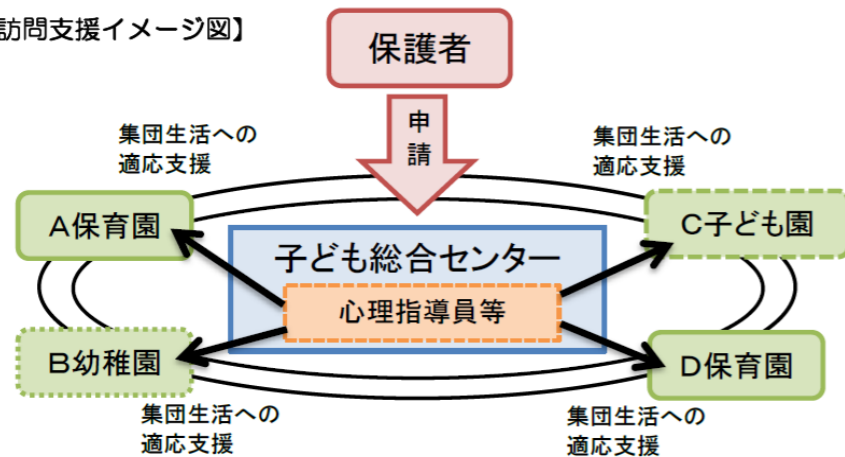 訪問支援イメージ図】
保護者
申
請
集団生活への
適応支援
集団生活への
適応支援
A保育園
C子ども園
子ども総合センター
心理指導員等
B幼稚園
D保育園
集団生活への
適応支援
集団生活への
適応支援